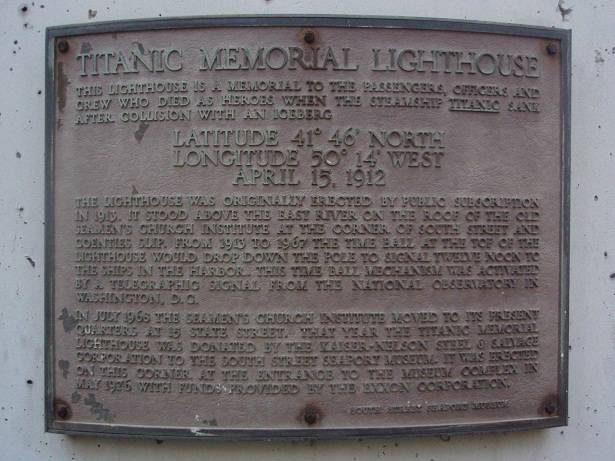 TITANIC MEMORIAL LIGHTHOUSE
THIS LIGHTHOUSE IS A MEMORIAL TO THE PASSENGERS, OFFICERS AND
CREW WHO DIED AS HEROES WHEN THE STEAMSHIP TITANIC SANK
AFTER COLLISION WITH AN ICEBERG
LATITUDE 41° 46' NORTH
LONGITUDE 50° 14' WEST
APRIL 15, 1912
THE LIGHTHOUSE WAS ORIGINALLY ERECTED BY PUBLIC SUBSCRIPTION
IN 1913. IT STOOD ABOVE THE EAST RIVER ON THE ROOF OF THE OLD
SEAMEN'S CHURCH INSTITUTE AT THE CORNER OF SOUTH STREET AND
COENTIES SLIP. FROM 1913 TO 1967 THE TIME BALL AT THE TOP OF THE
LIGHTHOUSE WOULD DROP DOWN THE POLE TO SIGNAL TWELVE NOON TO
THE SHIPS IN THE HARBOR. THIS TIME BALL MECHANISM WAS ACTIVATED
BY A TELEGRAPHIC SIGNAL FROM THE NATIONAL OBSERVATORY IN
WASHINGTON, D.C.
IN JULY 1968 THE SEAMEN'S CHURCH INSTITUTE MOVED TO ITS PRESENT
QUARTERS AT 15 STATE STREET. THAT YEAR THE TITANIC MEMORIAL
LIGHTHOUSE WAS DONATED BY THE KAISER-NELSON STEEL & SALVAGE
CORPORATION TO THE SOUTH STREET SEAPORT MUSEUM. IT WAS ERECTED
ON THIS CORNER AT THE ENTRANCE TO THE MUSEUM COMPLEX IN
MAY 1976 WITH FUNDS PROVIDED BY THE EXXON CORPORATION.
SOUTH STREET SEAPORT MUSEUM